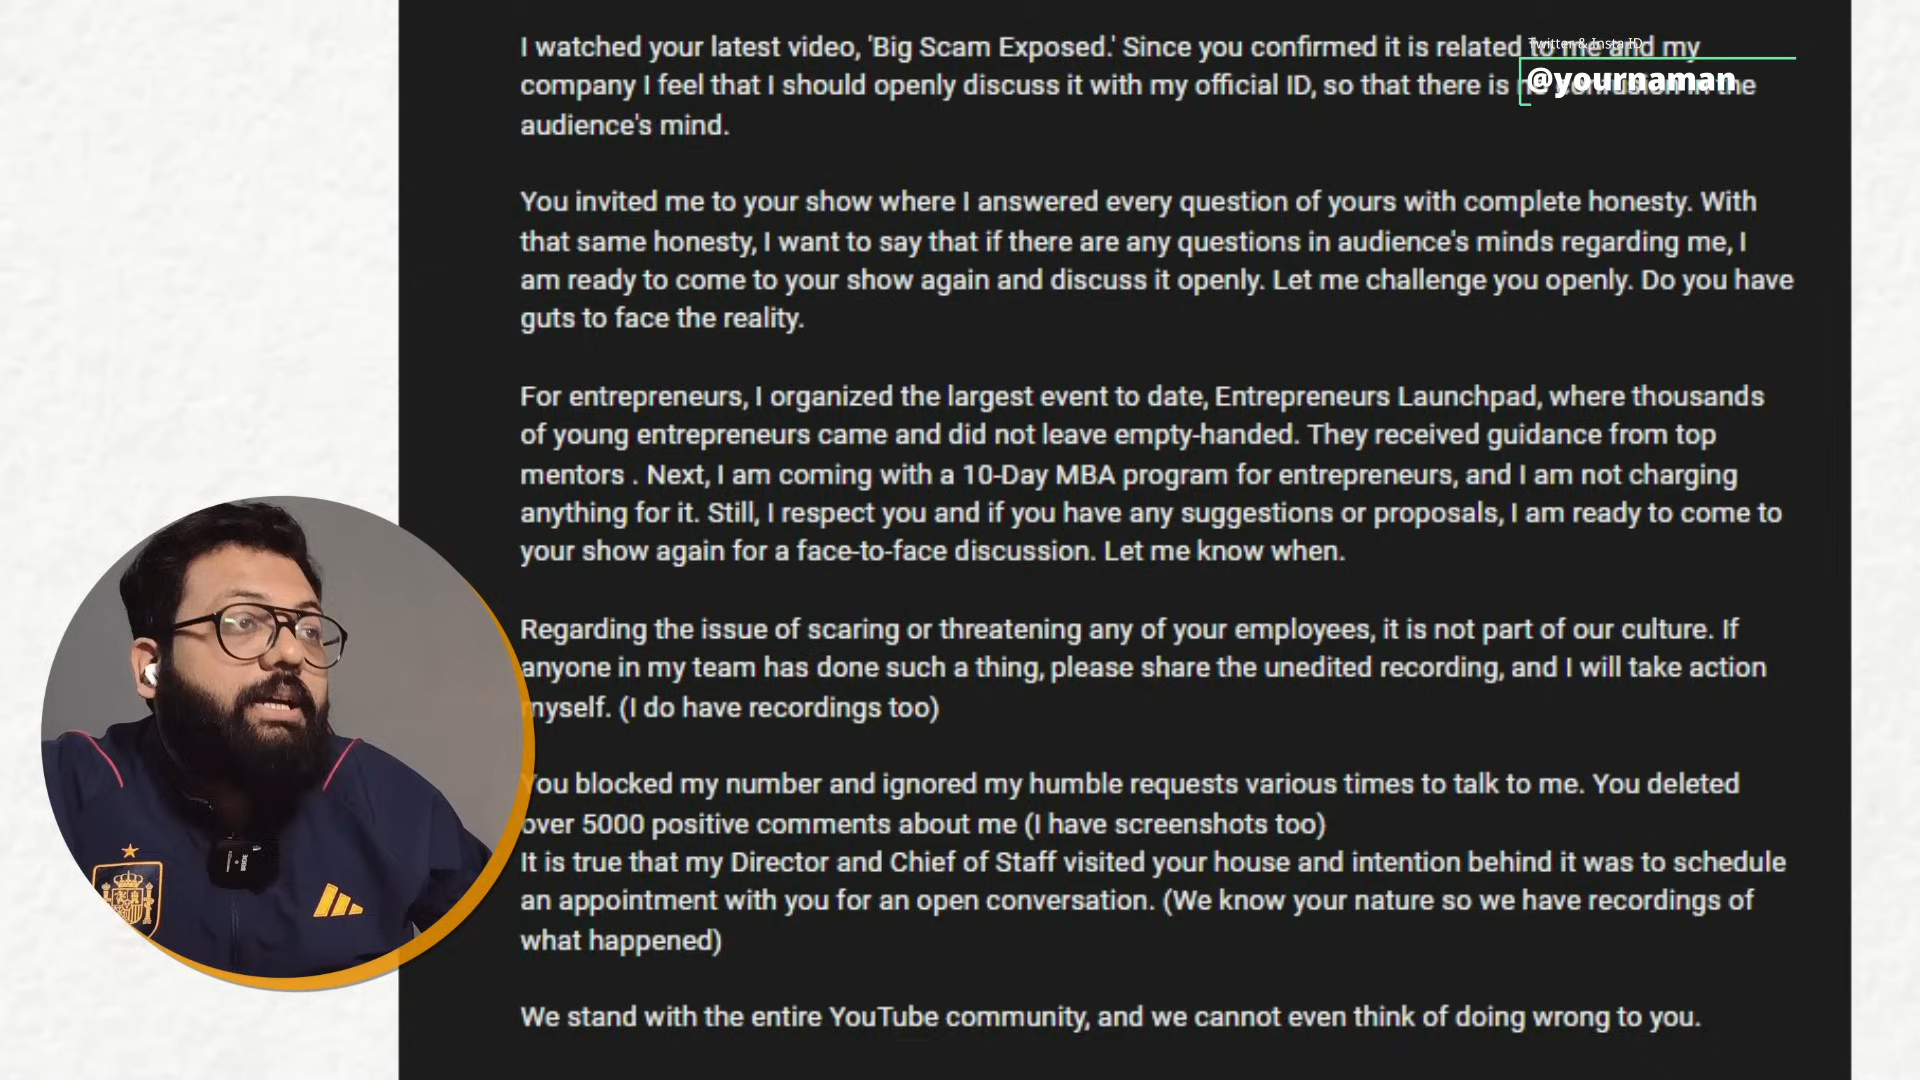 I watched your latest video, 'Big Scam Exposed.' Since you confirmed it is related to me and my
Twitter & Insta ID
company I feel that I should openly discuss it with my official ID, so that there is no confusion in the
@yournaman
audience's mind.
You invited me to your show where I answered every question of yours with complete honesty. With
that same honesty, I want to say that if there are any questions in audience's minds regarding me, I
am ready to come to your show again and discuss it openly. Let me challenge you openly. Do you have
guts to face the reality.
For entrepreneurs, I organized the largest event to date, Entrepreneurs Launchpad, where thousands
of young entrepreneurs came and did not leave empty-handed. They received guidance from top
mentors . Next, I am coming with a 10-Day MBA program for entrepreneurs, and I am not charging
anything for it. Still, I respect you and if you have any suggestions or proposals, I am ready to come to
your show again for a face-to-face discussion. Let me know when.
Regarding the issue of scaring or threatening any of your employees, it is not part of our culture. If
anyone in my team has done such a thing, please share the unedited recording, and I will take action
myself. (I do have recordings too)
You blocked my number and ignored my humble requests various times to talk to me. You deleted
over 5000 positive comments about me (I have screenshots too)
It is true that my Director and Chief of Staff visited your house and intention behind it was to schedule
an appointment with you for an open conversation. (We know your nature so we have recordings of
what happened)
We stand with the entire YouTube community, and we cannot even think of doing wrong to you.